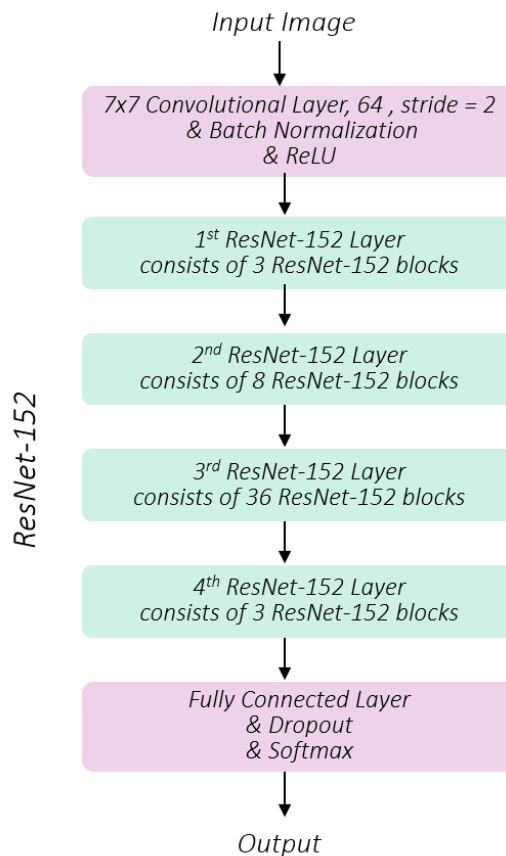 Input Image
7x7 Convolutional Layer, 64 , stride = 2
& Batch Normalization
& ReLU
1st ResNet-152 Layer
consists of 3 ResNet-152 blocks
2nd ResNet-152 Layer
consists of 8 ResNet-152 blocks
3rd ResNet-152 Layer
consists of 36 ResNet-152 blocks
4th ResNet-152 Layer
consists of 3 ResNet-152 blocks
Fully Connected Layer
& Dropout
& Softmax
Output
ResNet-152